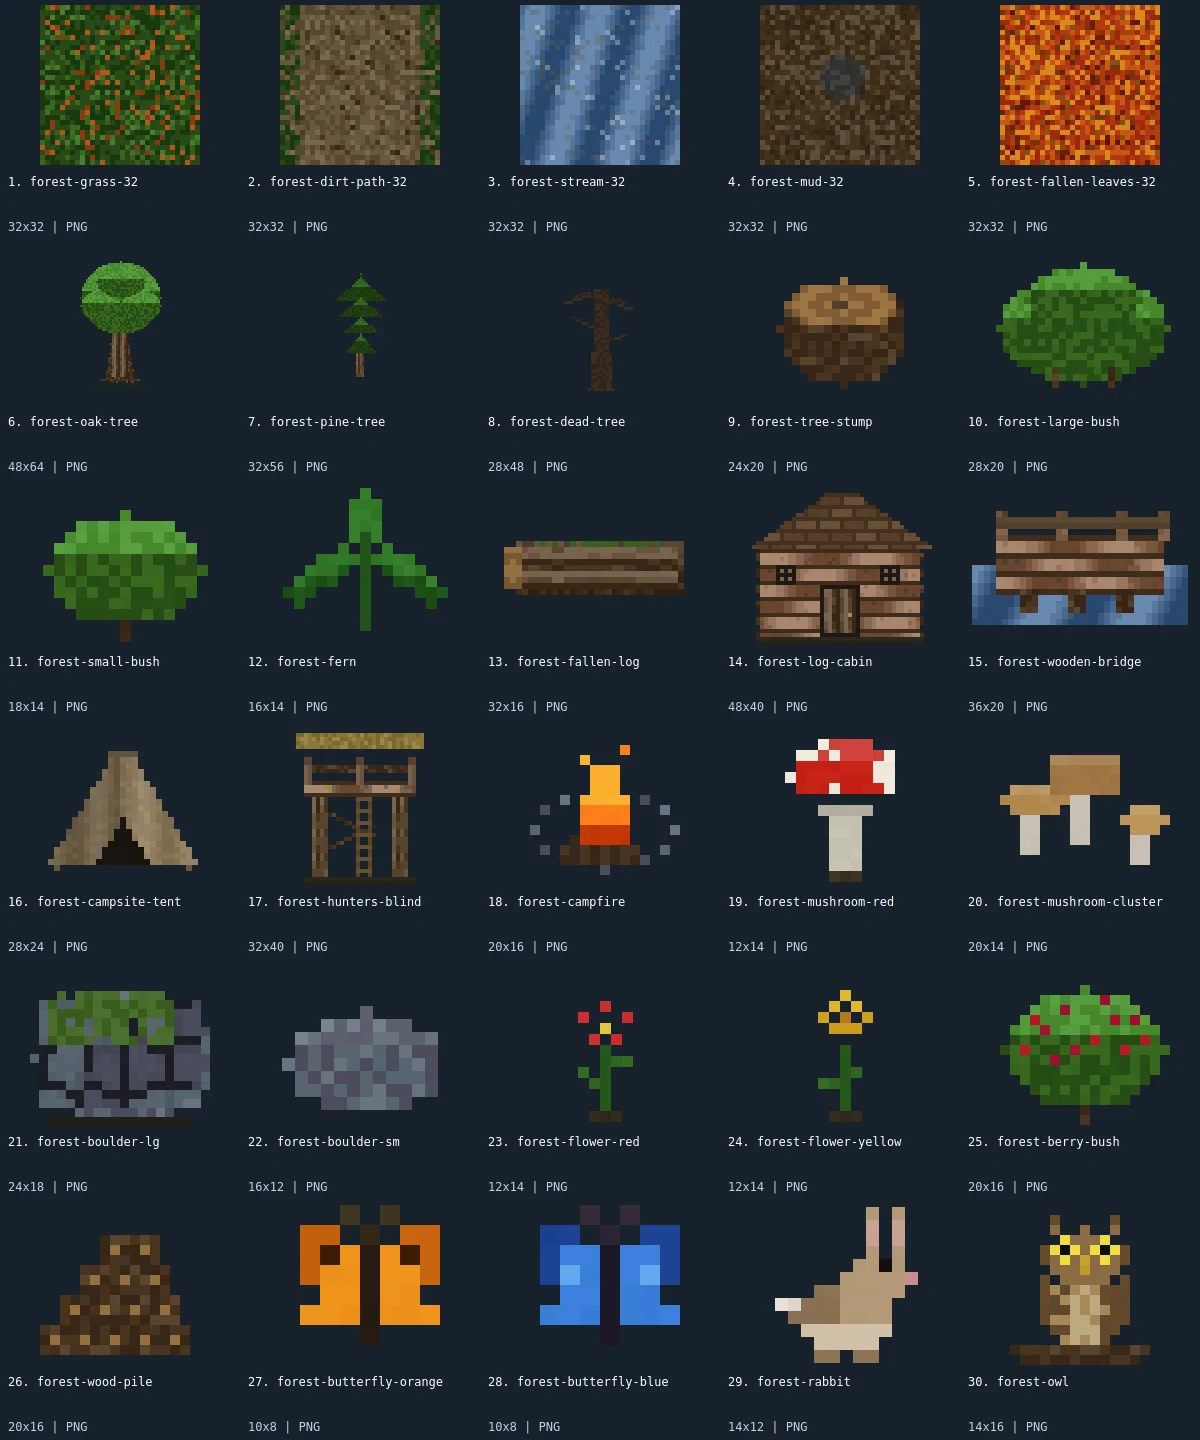 1. forest-grass-32
2. forest-dirt-path-32
3. forest-stream-32
4. forest-mud-32
5. forest-fallen-leaves-32
32x32 | PNG
32x32 | PNG
32x32 | PNG
32x32 | PNG
32x32 | PNG
6. forest-oak-tree
7. forest-pine-tree
8. forest-dead-tree
9. forest-tree-stump
10. forest-large-bush
48x64 | PNG
32x56 | PNG
28x48 | PNG
24x20 | PNG
28x20 | PNG
11. forest-small-bush
12. forest-fern
13. forest-fallen-log
14. forest-log-cabin
15. forest-wooden-bridge
18x14 | PNG
16x14 | PNG
32x16 | PNG
48x40 | PNG
36x20 | PNG
16. forest-campsite-tent
17. forest-hunters-blind
18. forest-campfire
19. forest-mushroom-red
20. forest-mushroom-cluster
28x24 | PNG
32x40 | PNG
20x16 | PNG
12x14 | PNG
20x14 | PNG
21. forest-boulder-lg
22. forest-boulder-sm
23. forest-flower-red
24. forest-flower-yellow
25. forest-berry-bush
24x18 | PNG
16x12 | PNG
12x14 | PNG
12x14 | PNG
20x16 | PNG
26. forest-wood-pile
27. forest-butterfly-orange
28. forest-butterfly-blue
29. forest-rabbit
30. forest-owl
20x16 | PNG
10x8 | PNG
10x8 | PNG
14x12 | PNG
14x16 | PNG